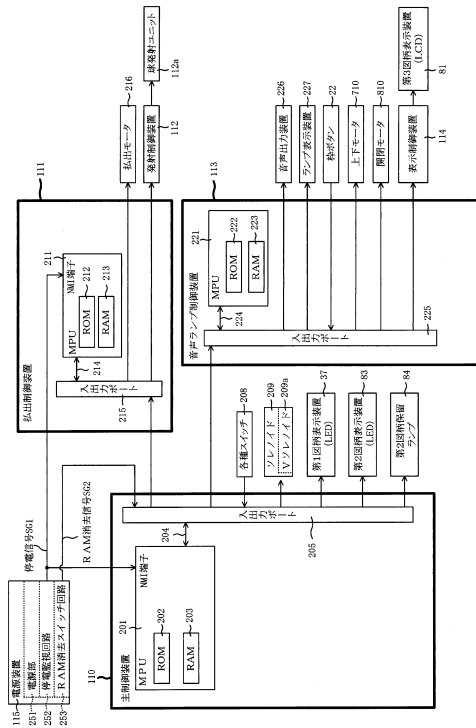 115
電源装置
251
電源部
252
停電監視回路
253
RAM消去スイッチ回路
停電信号SG1
RAM消去信号SG2
110
主制御装置
201
MPU
NMI端子
ROM
202
RAM
203
204
入出力ポート
205
払出制御装置
111
211
MPU
NMI端子
ROM
212
RAM
213
214
入出力ポート
215
払出モータ
216
発射制御装置
112
球発射ユニット
112a
各種スイッチ
208
ソレノイド
209
Vソレノイド
209a
第1図柄表示装置
(LED)
37
第2図柄表示装置
(LED)
83
第2図柄保留
ランプ
84
音声ランプ制御装置
113
221
MPU
ROM
222
RAM
223
224
入出力ポート
225
音声出力装置
226
ランプ表示装置
227
枠ボタン
22
上下モータ
710
開閉モータ
810
表示制御装置
114
第3図柄表示装置
(LCD)
81